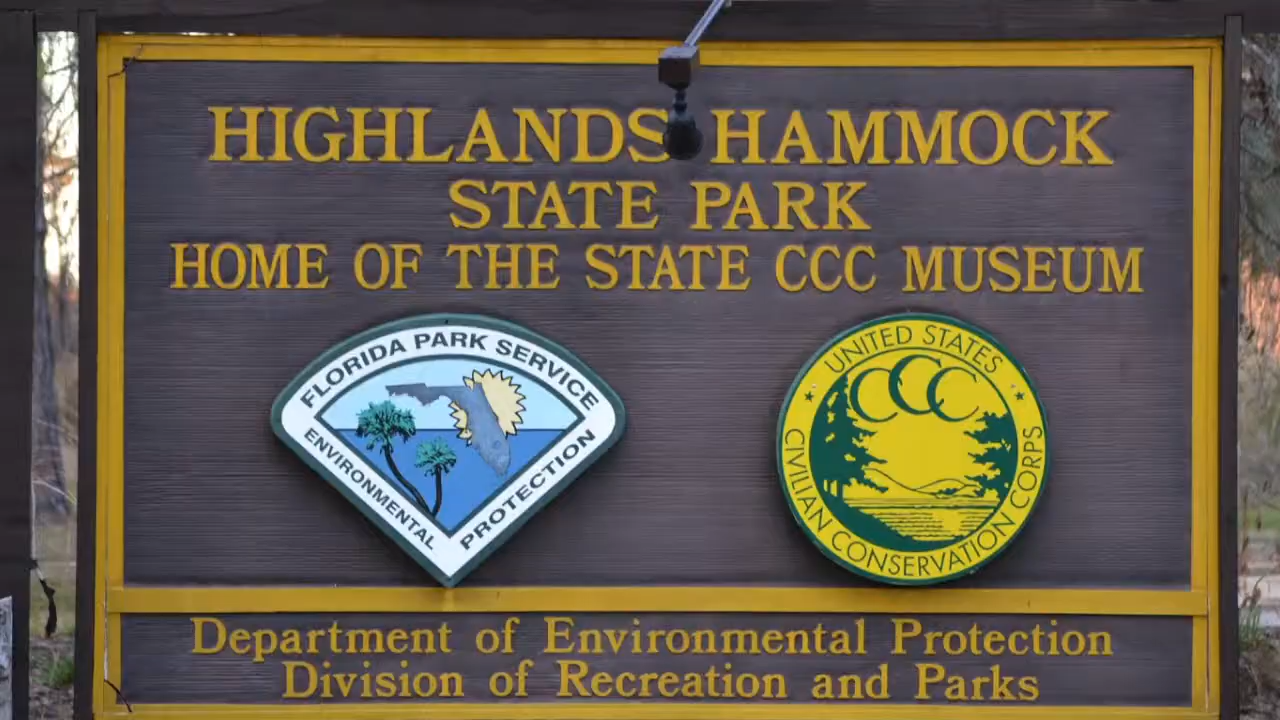 HIGHLANDS HAMMOCK
STATE PARK
HOME OF THE STATE CCC MUSEUM
FLORIDA PARK SERVICE
ENVIRONMENTAL PROTECTION
UNITED STATES
CCC
CIVILIAN CONSERVATION CORPS
Department of Environmental Protection
Division of Recreation and Parks